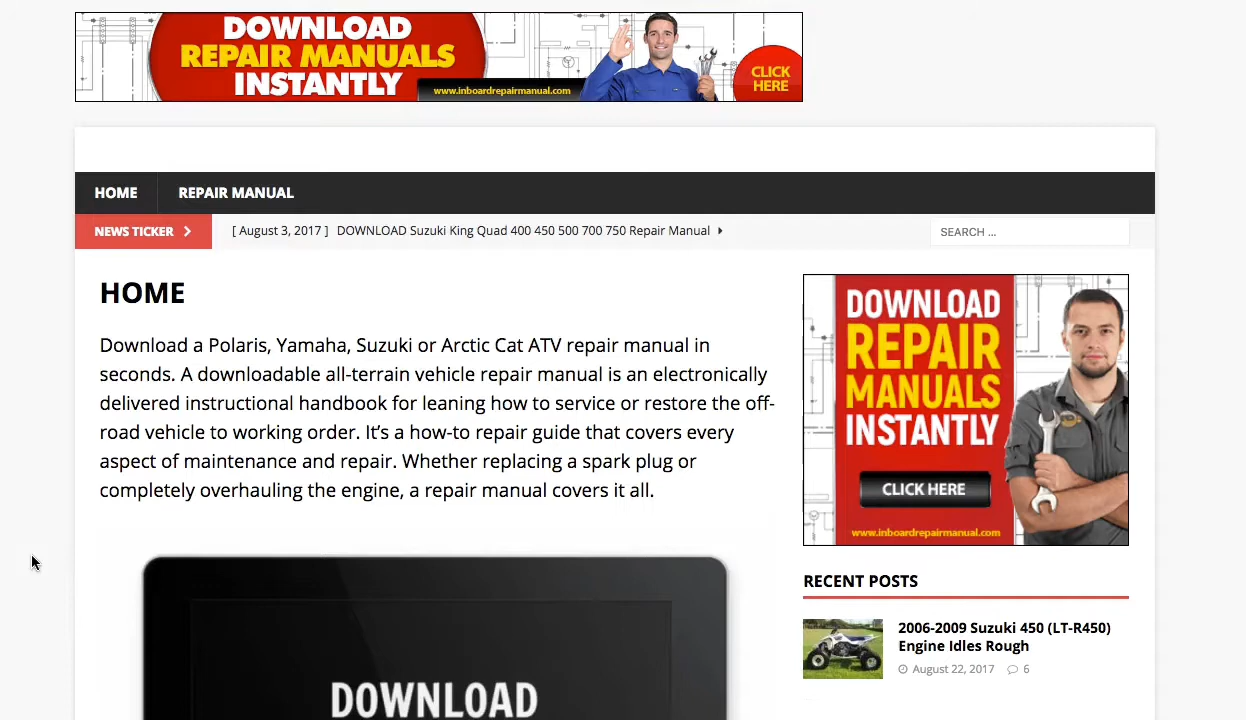 DOWNLOAD
REPAIR MANUALS
INSTANTLY
www.inboardrepairmanual.com
CLICK
HERE
HOME
REPAIR MANUAL
NEWS TICKER
[ August 3, 2017 ] DOWNLOAD Suzuki King Quad 400 450 500 700 750 Repair Manual
SEARCH ...
HOME
Download a Polaris, Yamaha, Suzuki or Arctic Cat ATV repair manual in
seconds. A downloadable all-terrain vehicle repair manual is an electronically
delivered instructional handbook for leaning how to service or restore the off-
road vehicle to working order. It's a how-to repair guide that covers every
aspect of maintenance and repair. Whether replacing a spark plug or
completely overhauling the engine, a repair manual covers it all.
DOWNLOAD
DOWNLOAD
REPAIR
MANUALS
INSTANTLY
CLICK HERE
www.inboardrepairmanual.com
RECENT POSTS
2006-2009 Suzuki 450 (LT-R450)
Engine Idles Rough
August 22, 2017 6